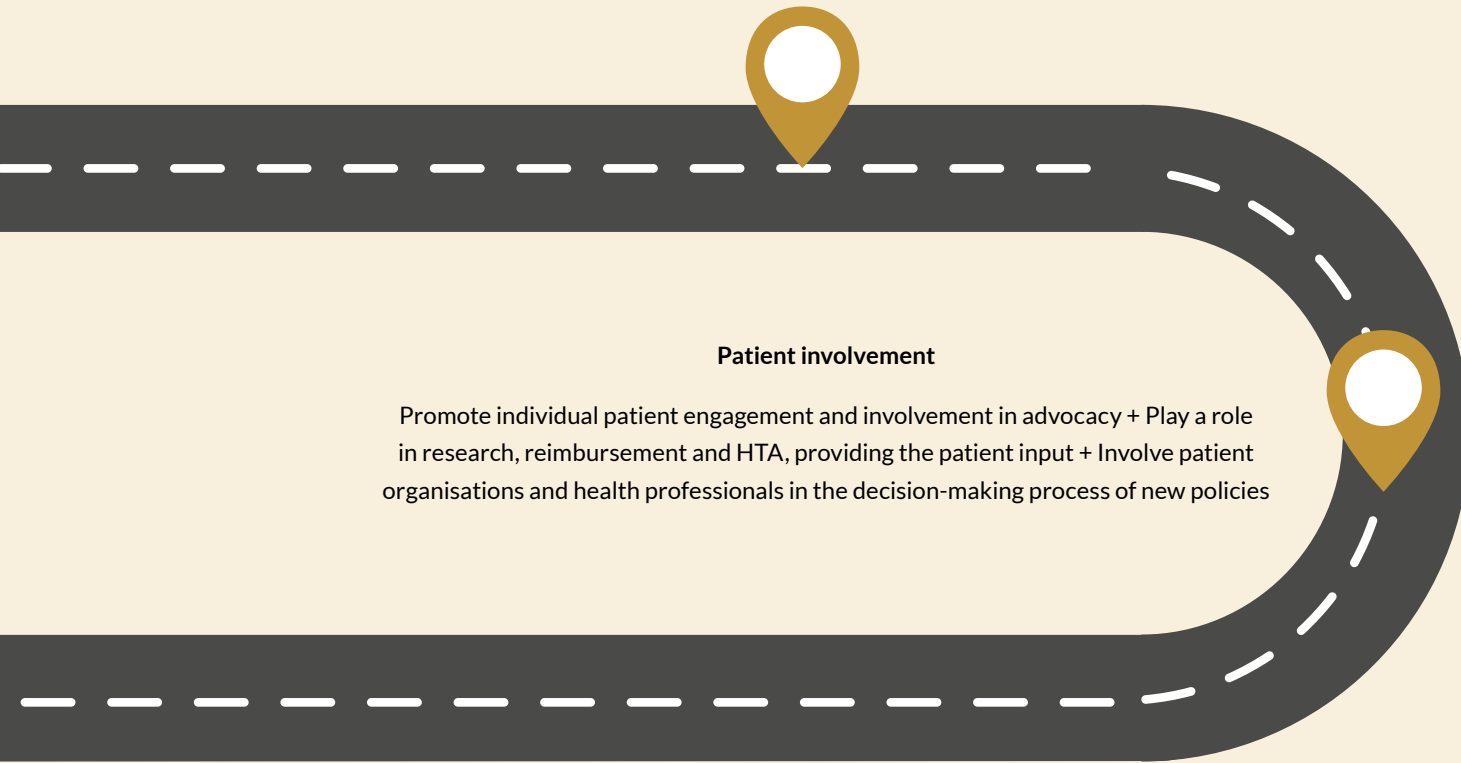 Patient involvement
Promote individual patient engagement and involvement in advocacy + Play a role
in research, reimbursement and HTA, providing the patient input + Involve patient
organisations and health professionals in the decision-making process of new policies